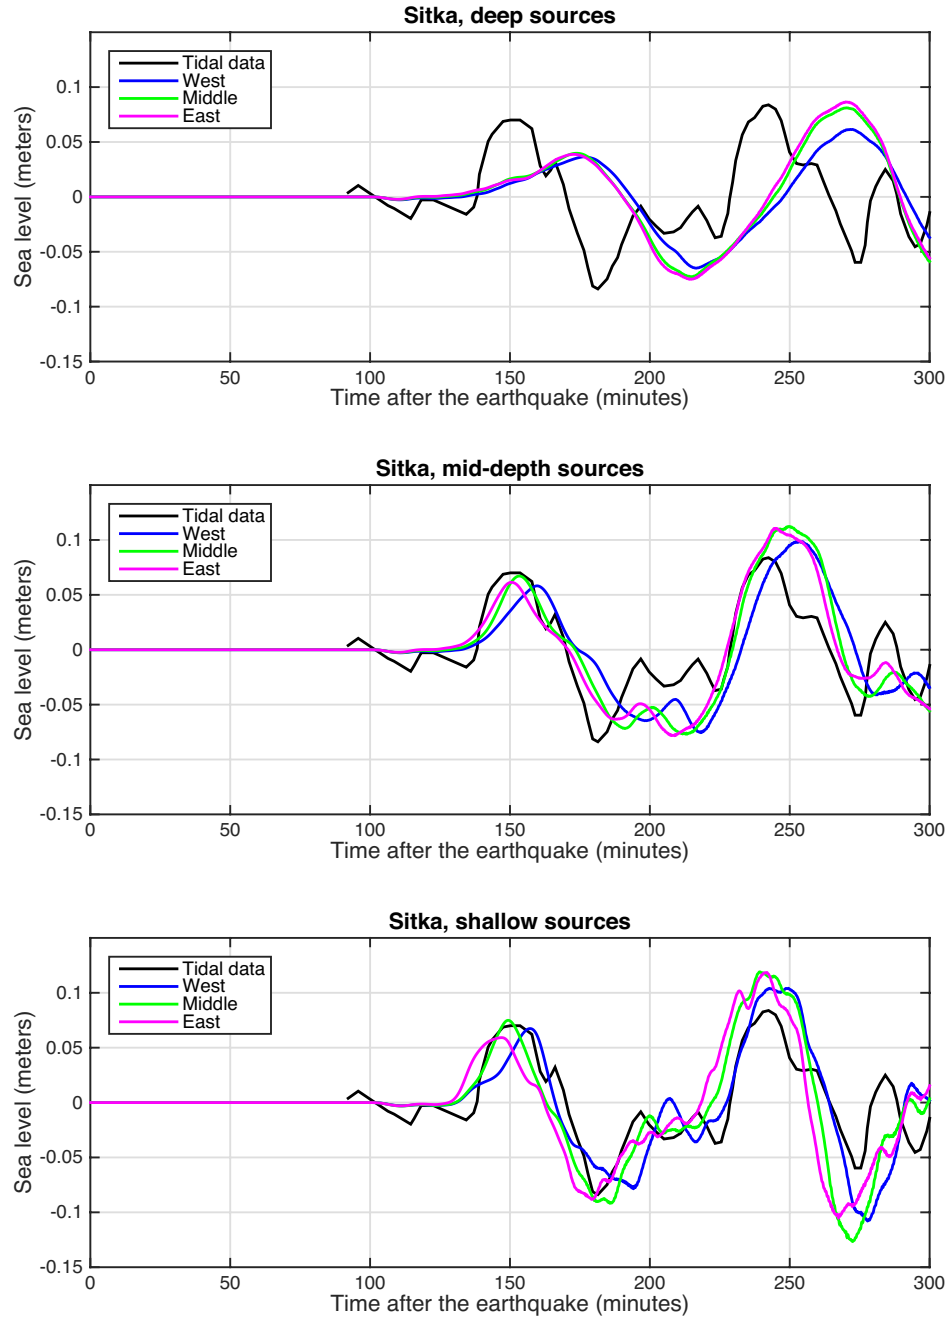 Sitka, deep sources
Tidal data
West
Middle
East
Sea level (meters)
0.1
0.05
0
-0.05
-0.1
-0.15
0 50 100 150 200 250 300
Time after the earthquake (minutes)
Sitka, mid-depth sources
Tidal data
West
Middle
East
Sea level (meters)
0.1
0.05
0
-0.05
-0.1
-0.15
0 50 100 150 200 250 300
Time after the earthquake (minutes)
Sitka, shallow sources
Tidal data
West
Middle
East
Sea level (meters)
0.1
0.05
0
-0.05
-0.1
-0.15
0 50 100 150 200 250 300
Time after the earthquake (minutes)